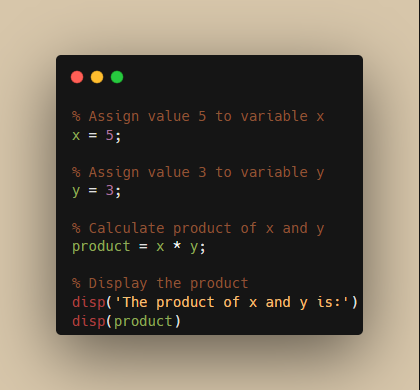 % Assign value 5 to variable x
x = 5;
% Assign value 3 to variable y
y = 3;
% Calculate product of x and y
product = x * y;
% Display the product
disp('The product of x and y is:')
disp(product)